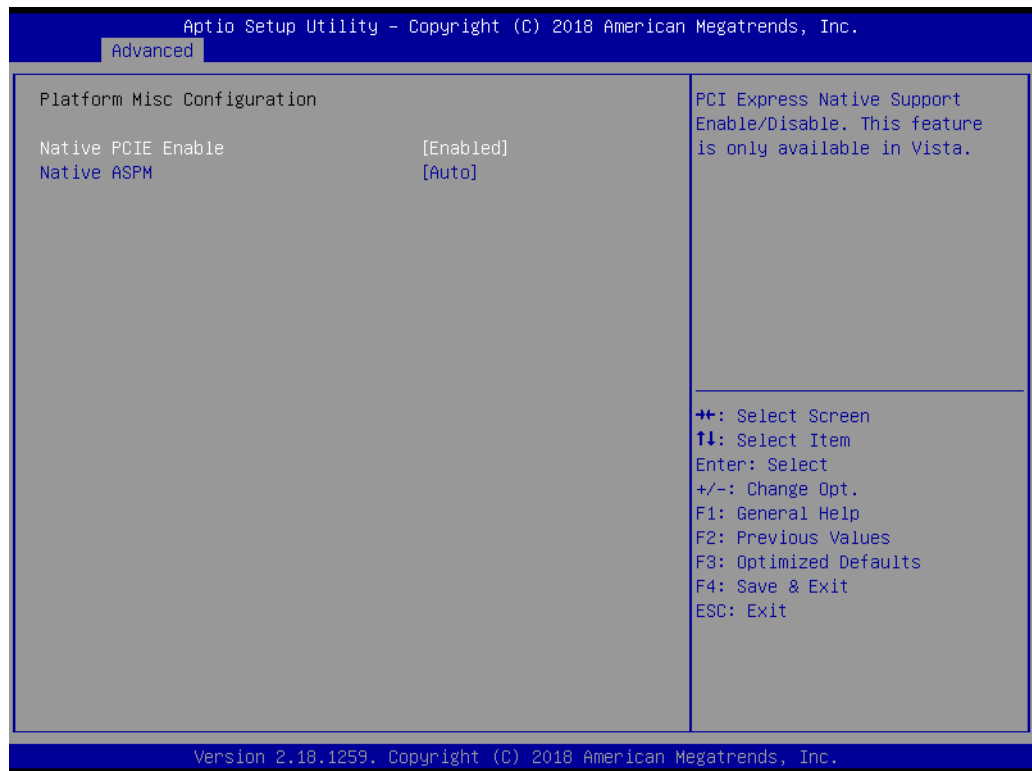 Aptio Setup Utility – Copyright (C) 2018 American Megatrends, Inc.
Advanced
Platform Misc Configuration
Native PCIE Enable [Enabled]
Native ASPM [Auto]
PCI Express Native Support
Enable/Disable. This feature
is only available in Vista.
→←: Select Screen
↑↓: Select Item
Enter: Select
+/-: Change Opt.
F1: General Help
F2: Previous Values
F3: Optimized Defaults
F4: Save & Exit
ESC: Exit
Version 2.18.1259. Copyright (C) 2018 American Megatrends, Inc.